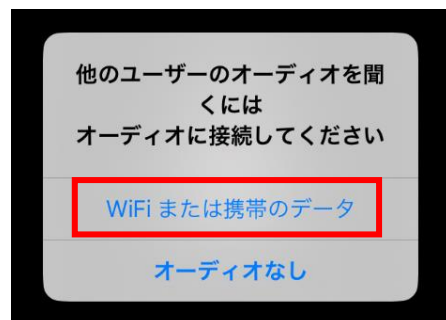 他のユーザーのオーディオを聞
くには
オーディオに接続してください
WiFi または携帯のデータ
オーディオなし